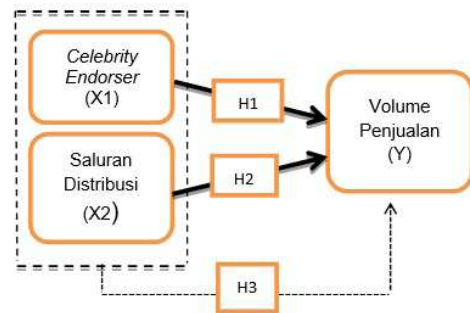 Celebrity
Endorser
(X1)
H1
Volume
Penjualan
(Y)
Saluran
Distribusi
(X2)
H2
H3